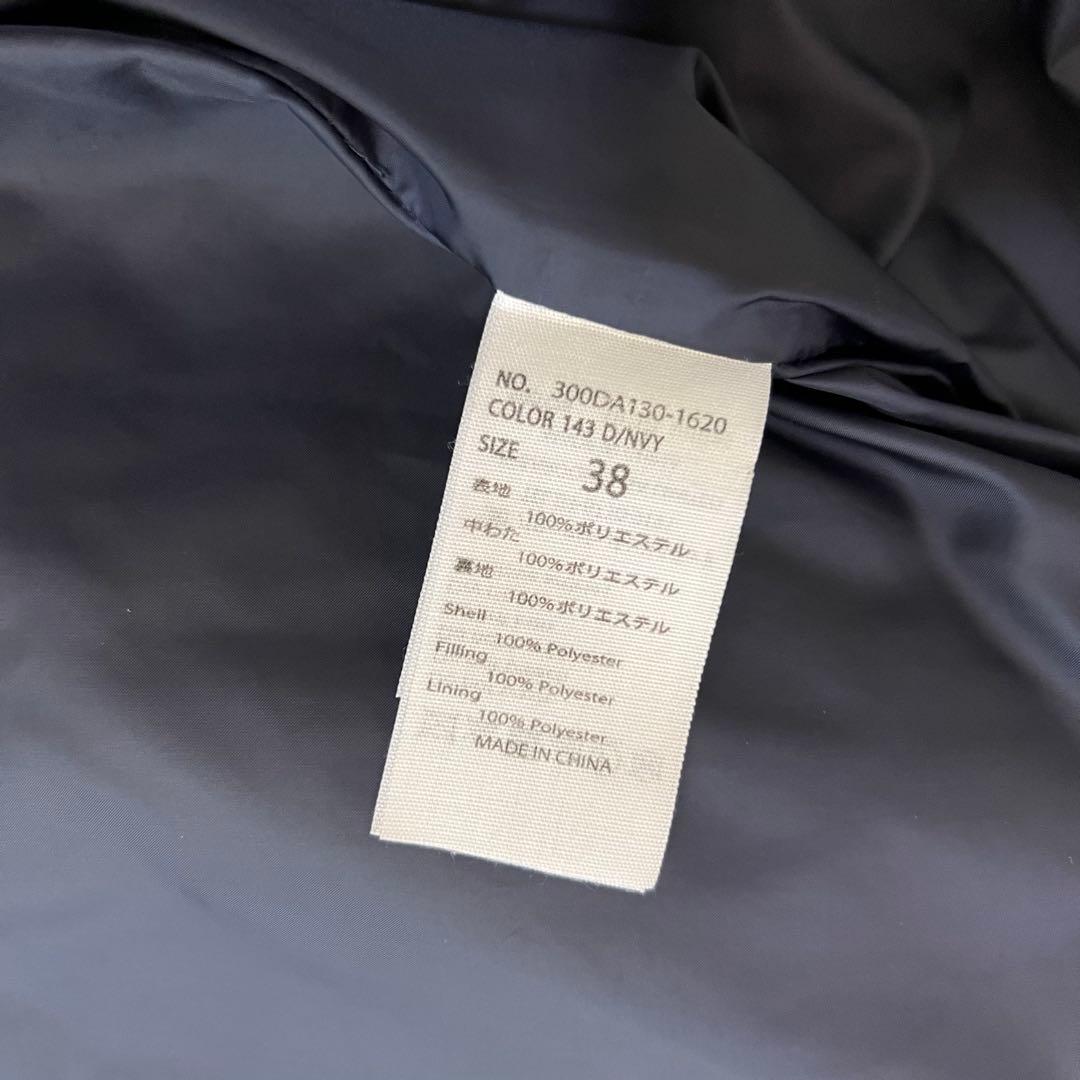 NO. 300DA130-1620
COLOR 143 D/NVY
SIZE 38
表地 100%ポリエステル
中わた 100%ポリエステル
裏地 100%ポリエステル
Shell 100% Polyester
Filling 100% Polyester
Lining 100% Polyester
MADE IN CHINA